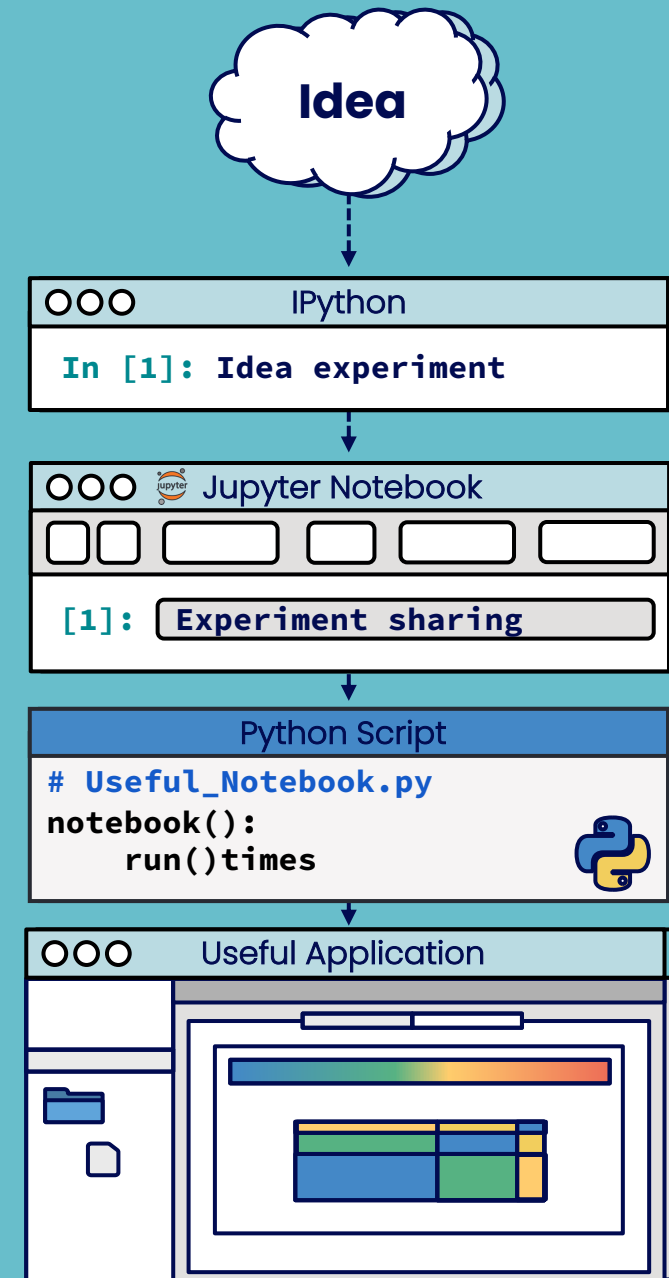 Idea
IPython
In [1]: Idea experiment
jupyter
Jupyter Notebook
[1]: Experiment sharing
Python Script
# Useful_Notebook.py
notebook():
    run()times
Useful Application